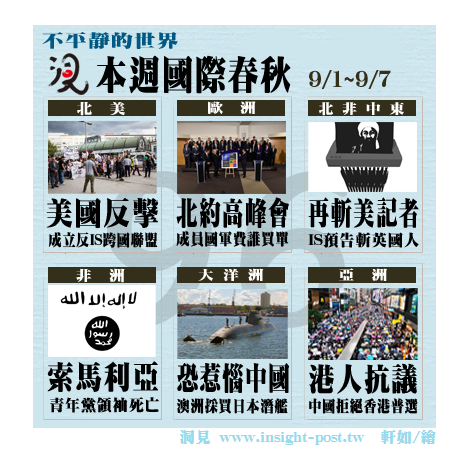 不平靜的世界
洞見 本週國際春秋 9/1~9/7
北美
歐洲
北非中東
美國反擊
成立反IS跨國聯盟
北約高峰會
成員國軍費誰買單
再斬美記者
IS預告斬英國人
96
非洲
大洋洲
亞洲
لا إله إلا الله
الله
رسول
محمد
索馬利亞
青年黨領袖死亡
恐惹惱中國
澳洲採買日本潛艦
港人抗議
中國拒絕香港普選
洞見 www.insight-post.tw 軒如/繪